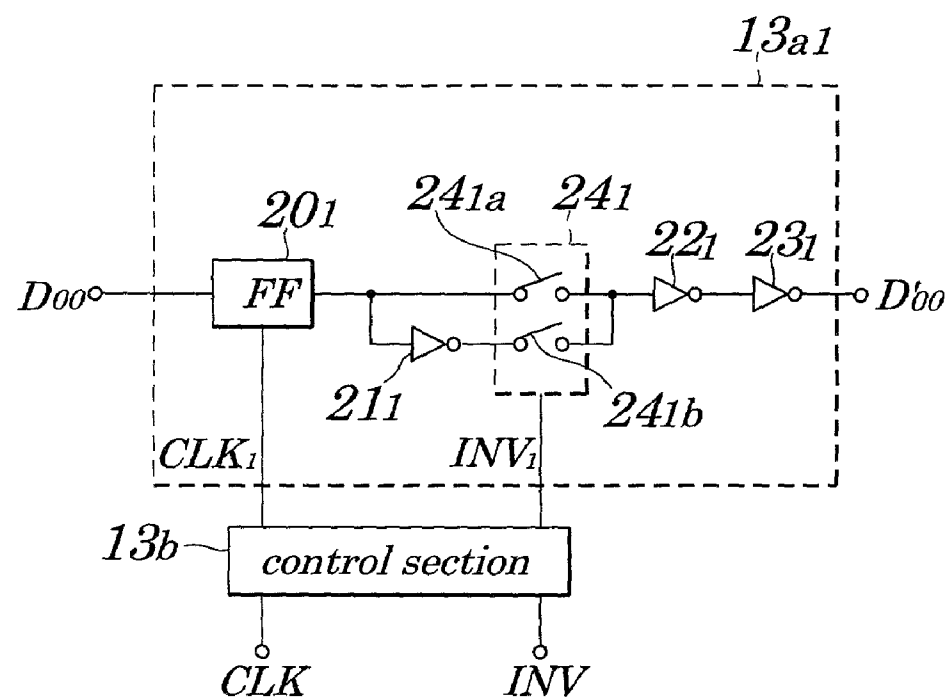 13a1
241a
241
201
221
231
D00
FF
D'00
211
241b
CLK1
INV1
13b
control section
CLK
INV